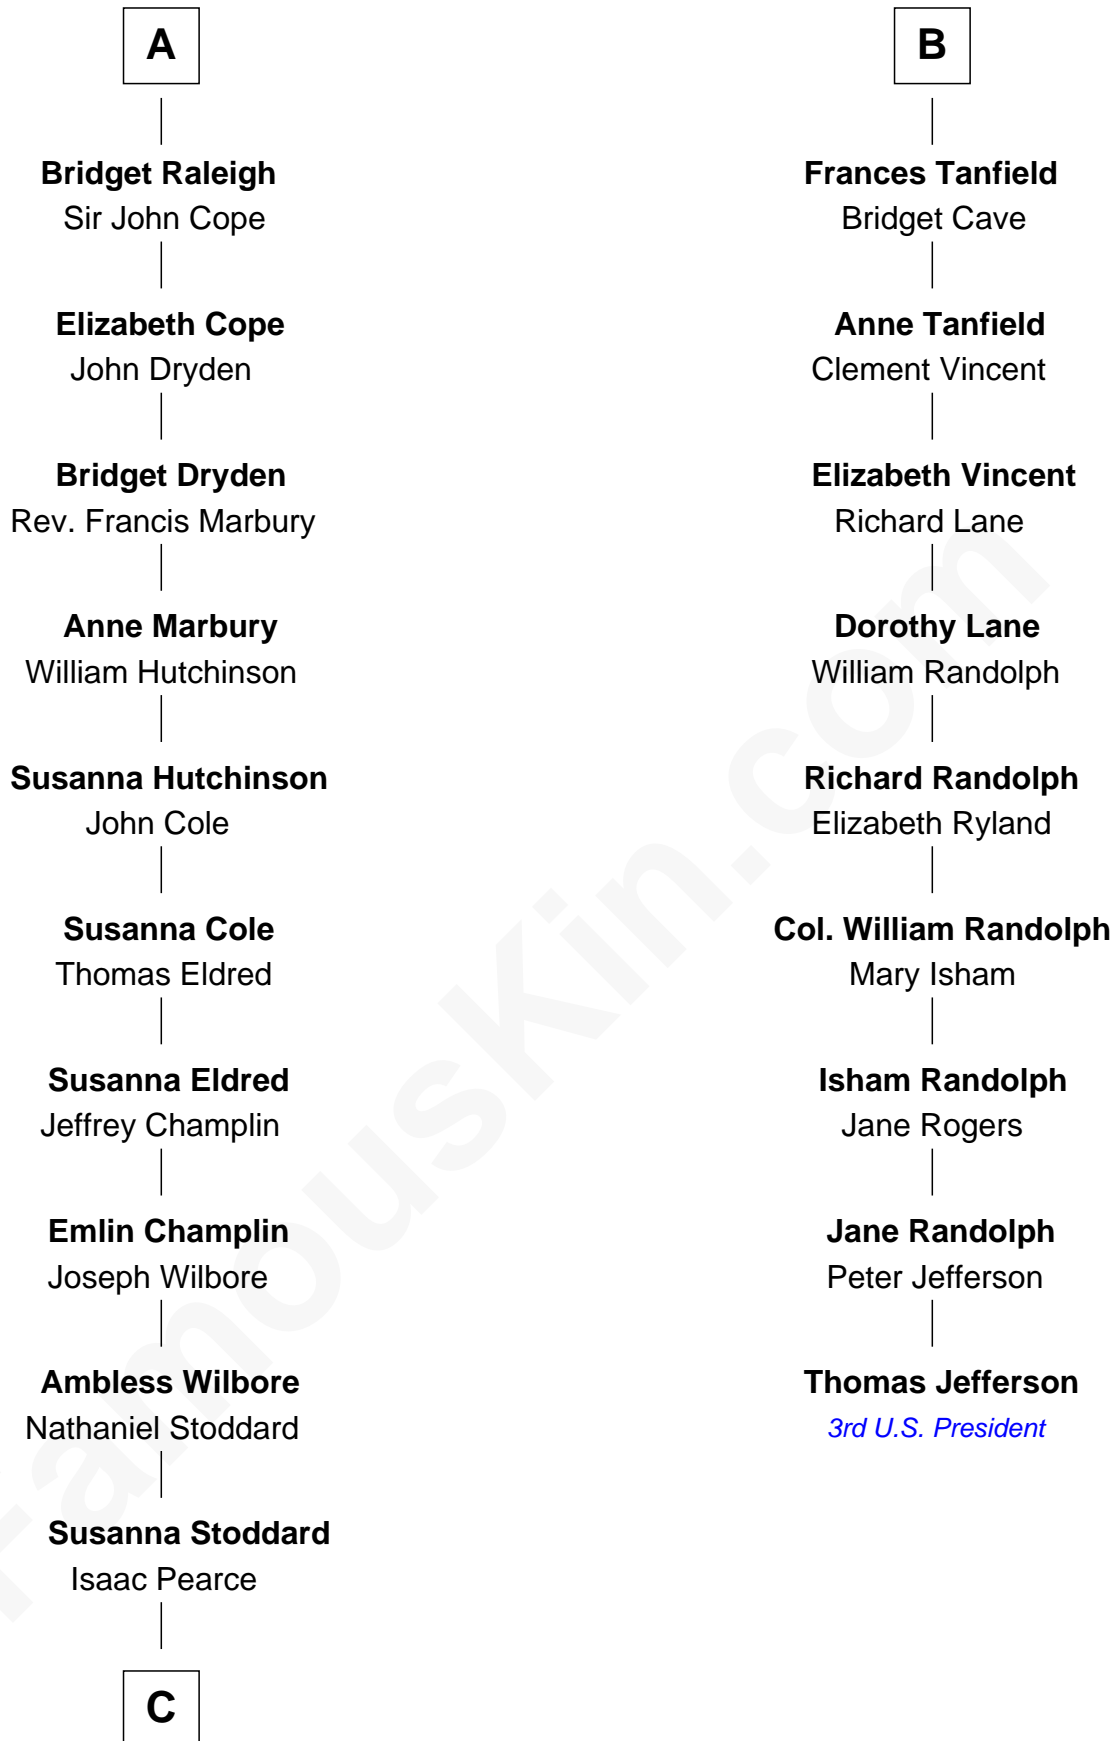 A
Bridget Raleigh
Sir John Cope
Elizabeth Cope
John Dryden
Bridget Dryden
Rev. Francis Marbury
Anne Marbury
William Hutchinson
Susanna Hutchinson
John Cole
Susanna Cole
Thomas Eldred
Susanna Eldred
Jeffrey Champlin
Emlin Champlin
Joseph Wilbore
Ambless Wilbore
Nathaniel Stoddard
Susanna Stoddard
Isaac Pearce
C
B
Frances Tanfield
Bridget Cave
Anne Tanfield
Clement Vincent
Elizabeth Vincent
Richard Lane
Dorothy Lane
William Randolph
Richard Randolph
Elizabeth Ryland
Col. William Randolph
Mary Isham
Isham Randolph
Jane Rogers
Jane Randolph
Peter Jefferson
Thomas Jefferson
3rd U.S. President
FamousKin.com